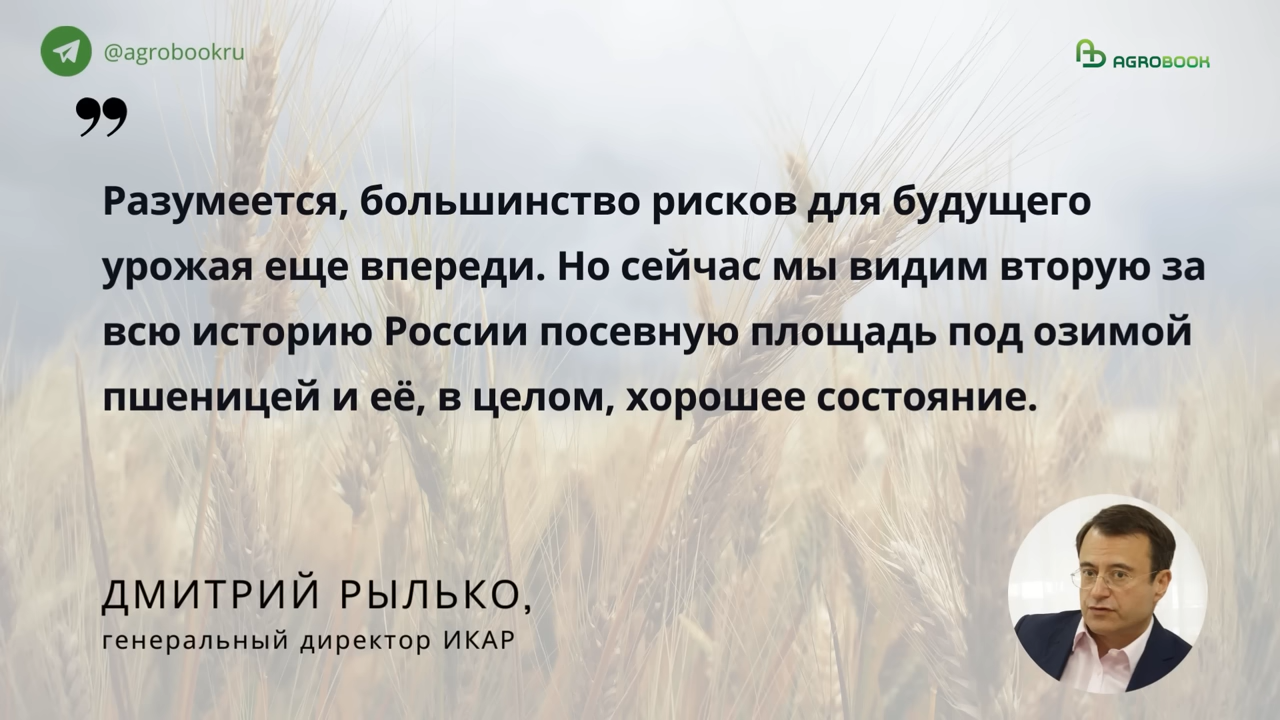 @agrobookru
AGROBOOK
”
Разумеется, большинство рисков для будущего
урожая еще впереди. Но сейчас мы видим вторую за
всю историю России посевную площадь под озимой
пшеницей и её, в целом, хорошее состояние.
ДМИТРИЙ РЫЛЬКО,
генеральный директор ИКАР